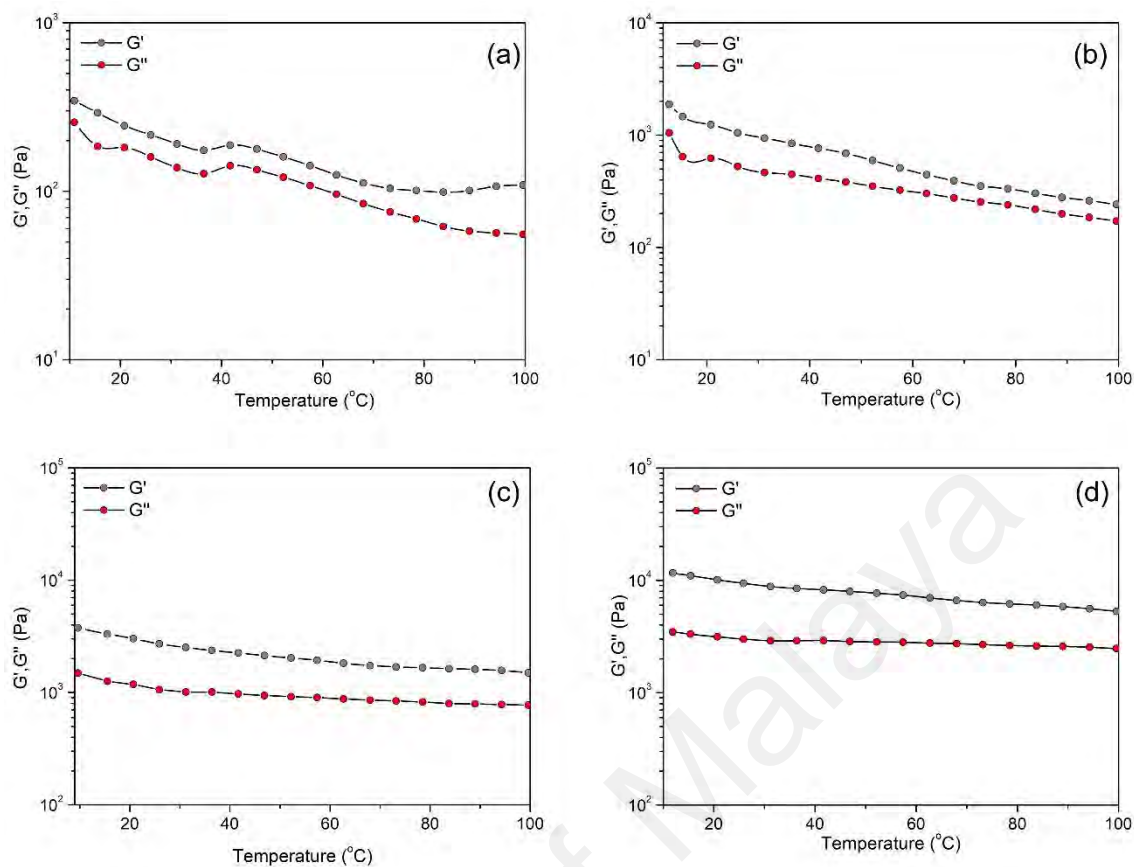 10³
10²
10¹
G',G" (Pa)
G'
G"
(a)
20 40 60 80 100
Temperature (°C)
10⁴
10³
10²
10¹
G',G" (Pa)
G'
G"
(b)
20 40 60 80 100
Temperature (°C)
10⁵
10⁴
10³
10²
G',G" (Pa)
G'
G"
(c)
20 40 60 80 100
Temperature (°C)
10⁵
10⁴
10³
10²
G',G" (Pa)
G'
G"
(d)
20 40 60 80 100
Temperature (°C)
of Malaya